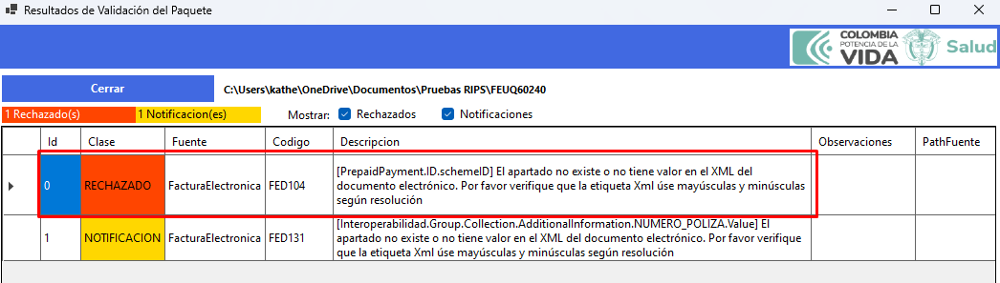 Resultados de Validación del Paquete
COLOMBIA
POTENCIA DE LA
VIDA
Salud
Cerrar
C:\Users\kathe\OneDrive\Documentos\Pruebas RIPS\FEUQ60240
1 Rechazado(s)
1 Notificacion(es)
Mostrar:
Rechazados
Notificaciones
Id Clase Fuente Codigo Descripcion Observaciones PathFuente
0 RECHAZADO FacturaElectronica FED104
[PrepaidPayment.ID.schemeID] El apartado no existe o no tiene valor en el XML del
documento electrónico. Por favor verifique que la etiqueta Xml úse mayúsculas y minúsculas
según resolución
1 NOTIFICACION FacturaElectronica FED131
[Interoperabilidad.Group.Collection.AdditionalInformation.NUMERO_POLIZA.Value] El
apartado no existe o no tiene valor en el XML del documento electrónico. Por favor verifique
que la etiqueta Xml úse mayúsculas y minúsculas según resolución